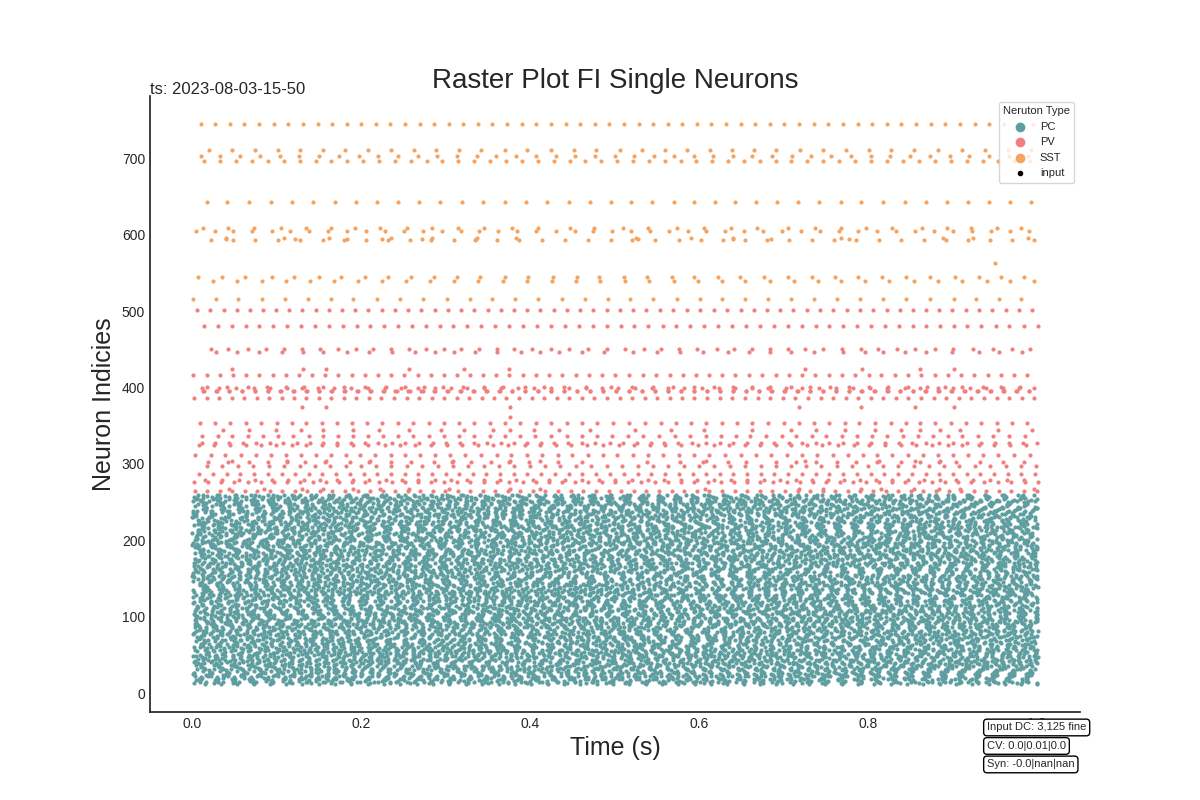 Raster Plot FI Single Neurons
ts: 2023-08-03-15-50
Neruton Type
PC
PV
SST
input
Neuron Indicies
700
600
500
400
300
200
100
0
0.0 0.2 0.4 0.6 0.8
Time (s)
Input DC: 3,125 fine
CV: 0.0|0.01|0.0
Syn: -0.0|nan|nan